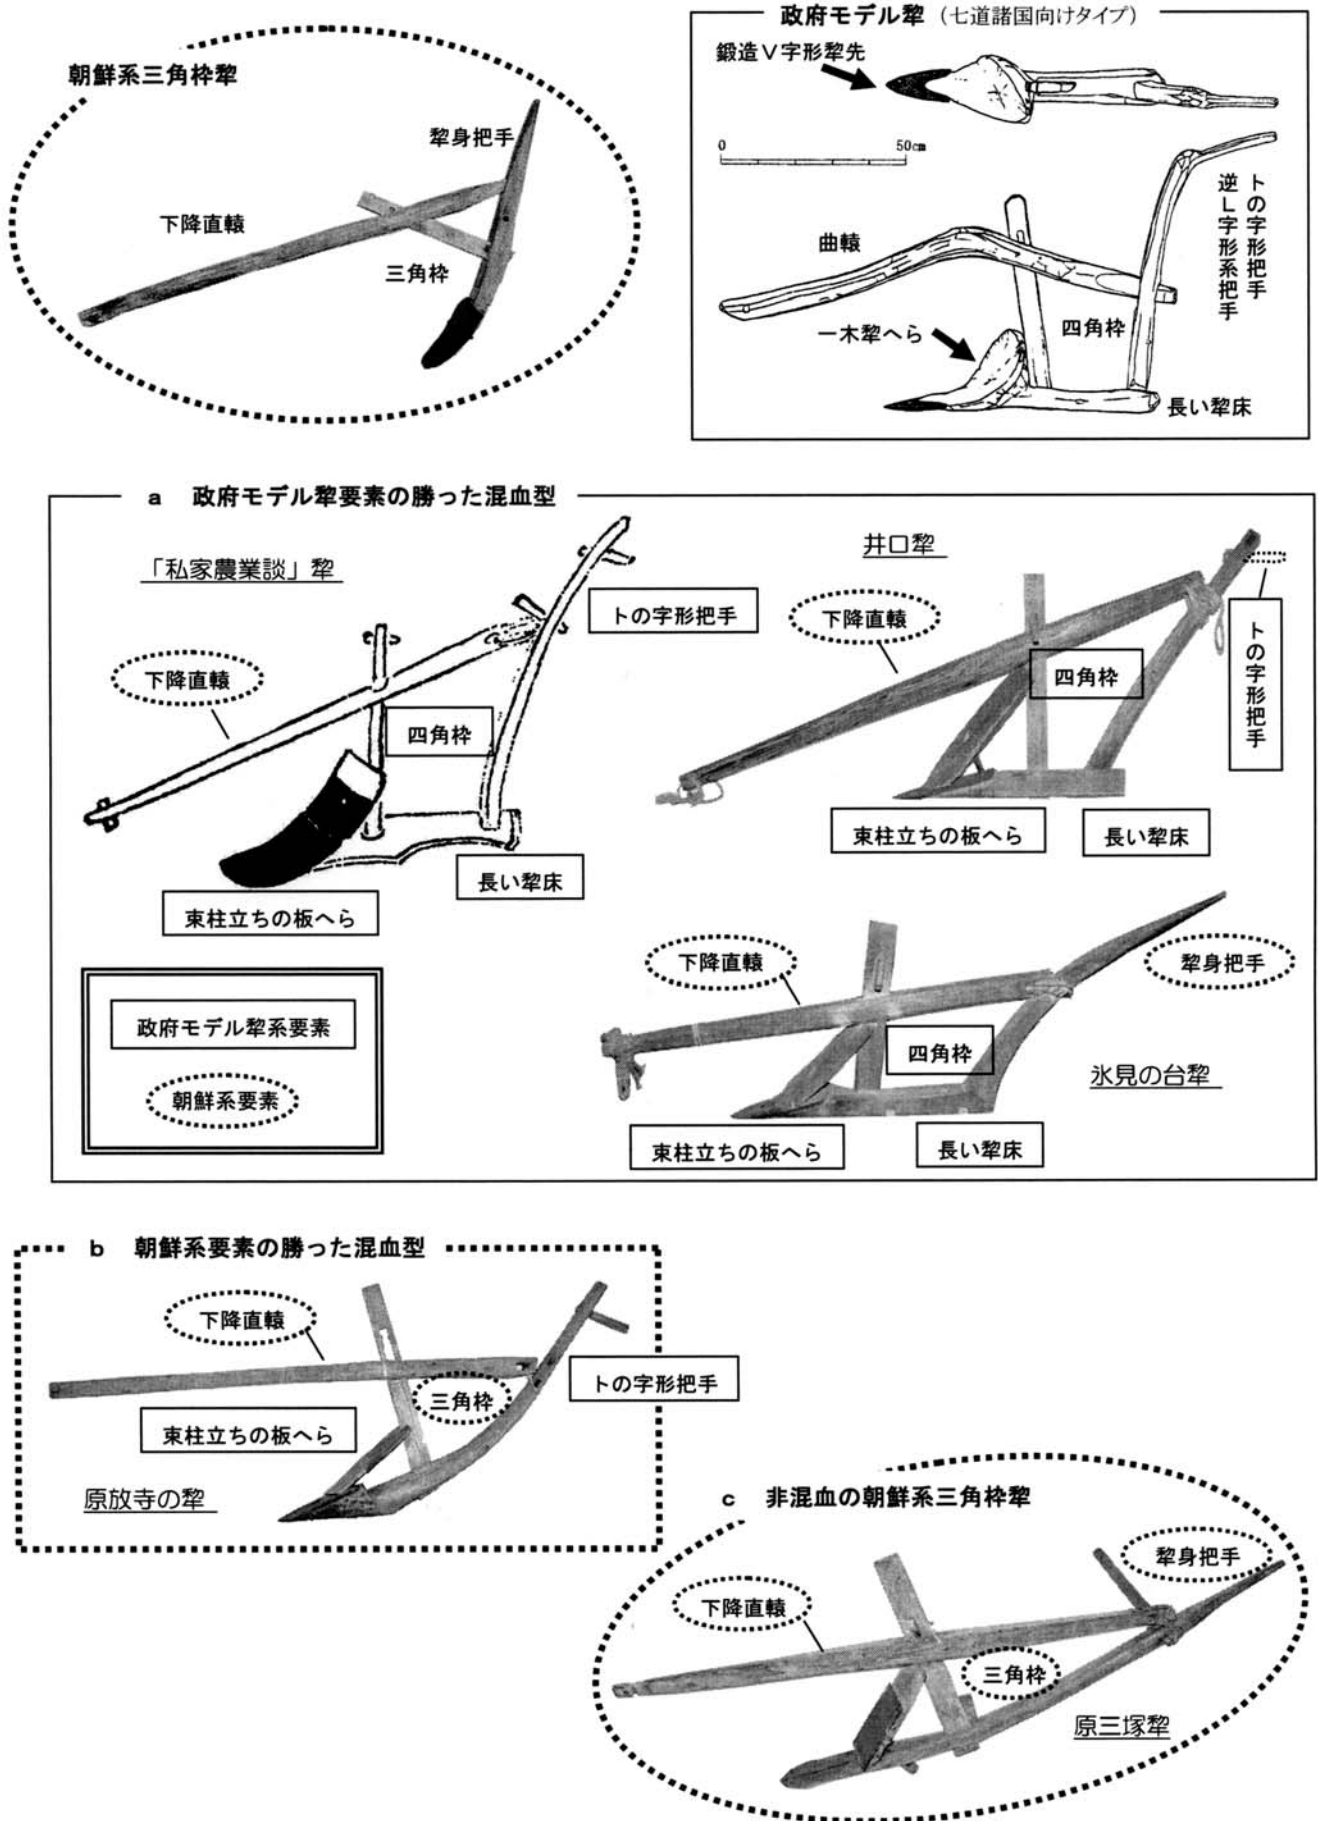 朝鮮系三角枠犂
犂身把手
下降直轅
三角枠
政府モデル犂（七道諸国向けタイプ）
鍛造V字形犂先
0
50cm
トの字形把手
逆L字形系把手
曲轅
四角枠
一木犂へら
長い犂床
a 政府モデル犂要素の勝った混血型
「私家農業談」犂
トの字形把手
下降直轅
四角枠
長い犂床
束柱立ちの板へら
井口犂
下降直轅
四角枠
トの字形把手
束柱立ちの板へら
長い犂床
下降直轅
犂身把手
四角枠
氷見の台犂
束柱立ちの板へら
長い犂床
政府モデル犂系要素
朝鮮系要素
b 朝鮮系要素の勝った混血型
下降直轅
三角枠
トの字形把手
束柱立ちの板へら
原放寺の犂
c 非混血の朝鮮系三角枠犂
犂身把手
下降直轅
三角枠
原三塚犂